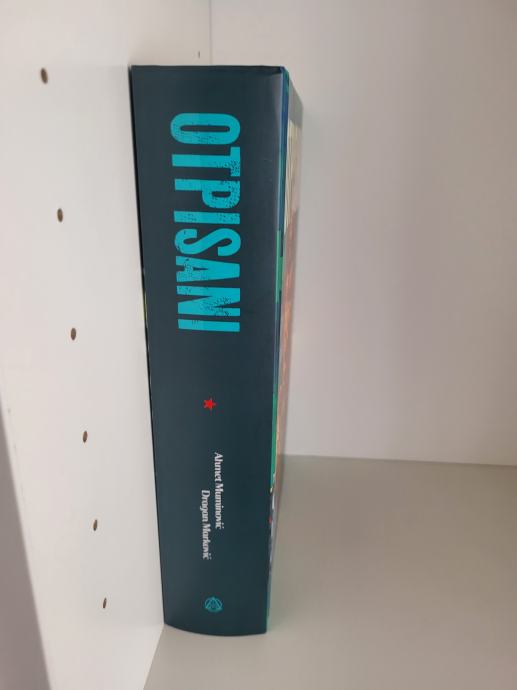 OTPISANI
Ahmet Muminović
Dragan Marković